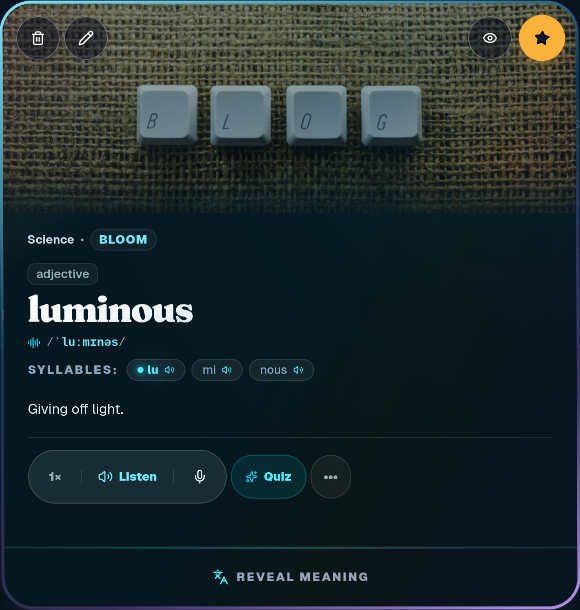 B L O G
Science • BLOOM
adjective
luminous
/ˈluːmɪnəs/
SYLLABLES: lu mi nous
Giving off light.
1× Listen Quiz
REVEAL MEANING